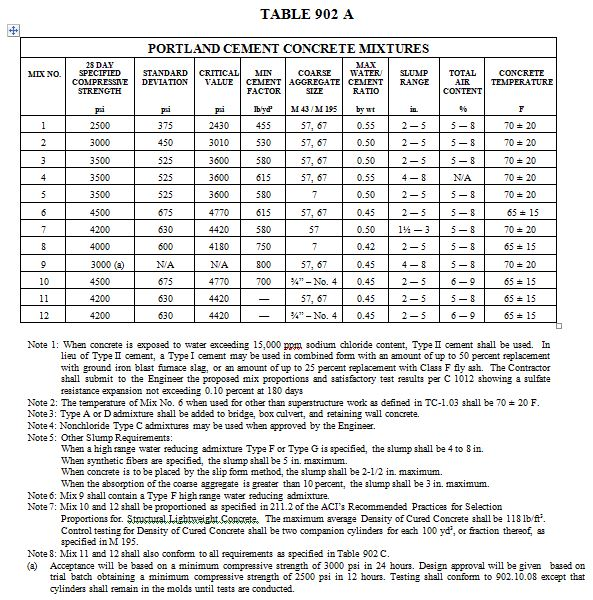 TABLE 902 A
PORTLAND CEMENT CONCRETE MIXTURES
MIX NO. 28 DAY SPECIFIED COMPRESSIVE STRENGTH STANDARD DEVIATION CRITICAL VALUE MIN CEMENT FACTOR COARSE AGGREGATE SIZE MAX WATER/ CEMENT RATIO SLUMP RANGE TOTAL AIR CONTENT CONCRETE TEMPERATURE
psi psi psi lb/yd³ M 43 / M 195 by wt in. % F
1 2500 375 2430 455 57, 67 0.55 2 — 5 5 — 8 70 ± 20
2 3000 450 3010 530 57, 67 0.50 2 — 5 5 — 8 70 ± 20
3 3500 525 3600 580 57, 67 0.50 2 — 5 5 — 8 70 ± 20
4 3500 525 3600 615 57, 67 0.55 4 — 8 N/A 70 ± 20
5 3500 525 3600 580 7 0.50 2 — 5 5 — 8 70 ± 20
6 4500 675 4770 615 57, 67 0.45 2 — 5 5 — 8 65 ± 15
7 4200 630 4420 580 57 0.50 1½ — 3 5 — 8 70 ± 20
8 4000 600 4180 750 7 0.42 2 — 5 5 — 8 65 ± 15
9 3000 (a) N/A N/A 800 57, 67 0.45 4 — 8 5 — 8 70 ± 20
10 4500 675 4770 700 ¾” – No. 4 0.45 2 — 5 6 — 9 65 ± 15
11 4200 630 4420 — 57, 67 0.45 2 — 5 5 — 8 65 ± 15
12 4200 630 4420 — ¾” – No. 4 0.45 2 — 5 6 — 9 65 ± 15
Note 1: When concrete is exposed to water exceeding 15,000 ppm sodium chloride content, Type II cement shall be used. In
lieu of Type II cement, a Type I cement may be used in combined form with an amount of up to 50 percent replacement
with ground iron blast furnace slag, or an amount of up to 25 percent replacement with Class F fly ash. The Contractor
shall submit to the Engineer the proposed mix proportions and satisfactory test results per C 1012 showing a sulfate
resistance expansion not exceeding 0.10 percent at 180 days
Note 2: The temperature of Mix No. 6 when used for other than superstructure work as defined in TC-1.03 shall be 70 ± 20 F.
Note 3: Type A or D admixture shall be added to bridge, box culvert, and retaining wall concrete.
Note 4: Nonchloride Type C admixtures may be used when approved by the Engineer.
Note 5: Other Slump Requirements:
When a high range water reducing admixture Type F or Type G is specified, the slump shall be 4 to 8 in.
When synthetic fibers are specified, the slump shall be 5 in. maximum.
When concrete is to be placed by the slip form method, the slump shall be 2-1/2 in. maximum.
When the absorption of the coarse aggregate is greater than 10 percent, the slump shall be 3 in. maximum.
Note 6: Mix 9 shall contain a Type F high range water reducing admixture.
Note 7: Mix 10 and 12 shall be proportioned as specified in 211.2 of the ACI’s Recommended Practices for Selection
Proportions for. Structural Lightweight Concrete. The maximum average Density of Cured Concrete shall be 118 lb/ft³.
Control testing for Density of Cured Concrete shall be two companion cylinders for each 100 yd³, or fraction thereof, as
specified in M 195.
Note 8: Mix 11 and 12 shall also conform to all requirements as specified in Table 902 C.
(a) Acceptance will be based on a minimum compressive strength of 3000 psi in 24 hours. Design approval will be given based on
trial batch obtaining a minimum compressive strength of 2500 psi in 12 hours. Testing shall conform to 902.10.08 except that
cylinders shall remain in the molds until tests are conducted.